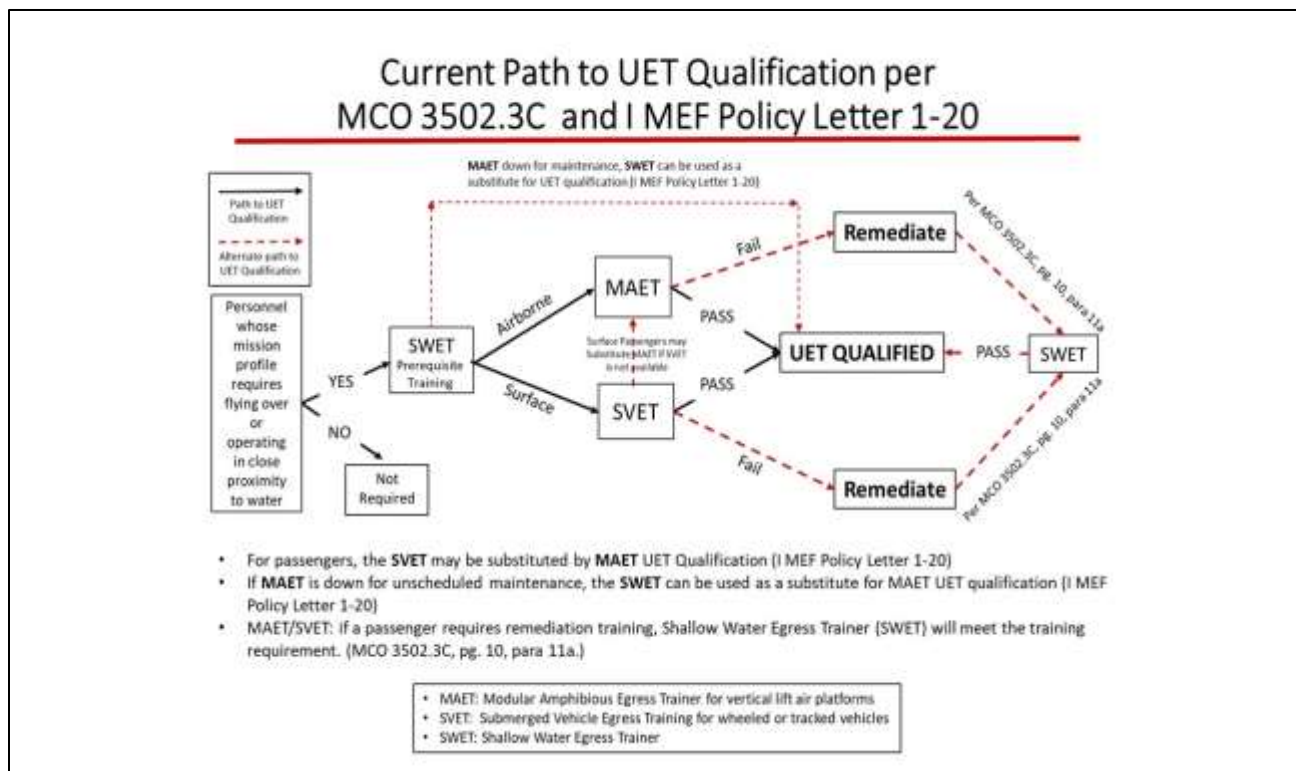 Current Path to UET Qualification per
MCO 3502.3C and I MEF Policy Letter 1-20
MAET down for maintenance, SWET can be used as a
substitute for UET qualification (I MEF Policy Letter 1-20)
Path to UET
Qualification
Alternate path to
UET Qualification
Personnel
whose
mission
profile
requires
flying over
or
operating
in close
proximity
to water
YES
NO
Not
Required
SWET
Prerequisite
Training
Airborne
Surface
MAET
Surface Passengers may
Substitute MAET if SVET
is not available
SVET
Fail
PASS
PASS
Fail
Remediate
UET QUALIFIED
Remediate
Per MCO 3502.3C, pg. 10, para 11a
PASS
SWET
Per MCO 3502.3C, pg. 10, para 11a
• For passengers, the SVET may be substituted by MAET UET Qualification (I MEF Policy Letter 1-20)
• If MAET is down for unscheduled maintenance, the SWET can be used as a substitute for MAET UET qualification (I MEF
Policy Letter 1-20)
• MAET/SVET: If a passenger requires remediation training, Shallow Water Egress Trainer (SWET) will meet the training
requirement. (MCO 3502.3C, pg. 10, para 11a.)
• MAET: Modular Amphibious Egress Trainer for vertical lift air platforms
• SVET: Submerged Vehicle Egress Training for wheeled or tracked vehicles
• SWET: Shallow Water Egress Trainer